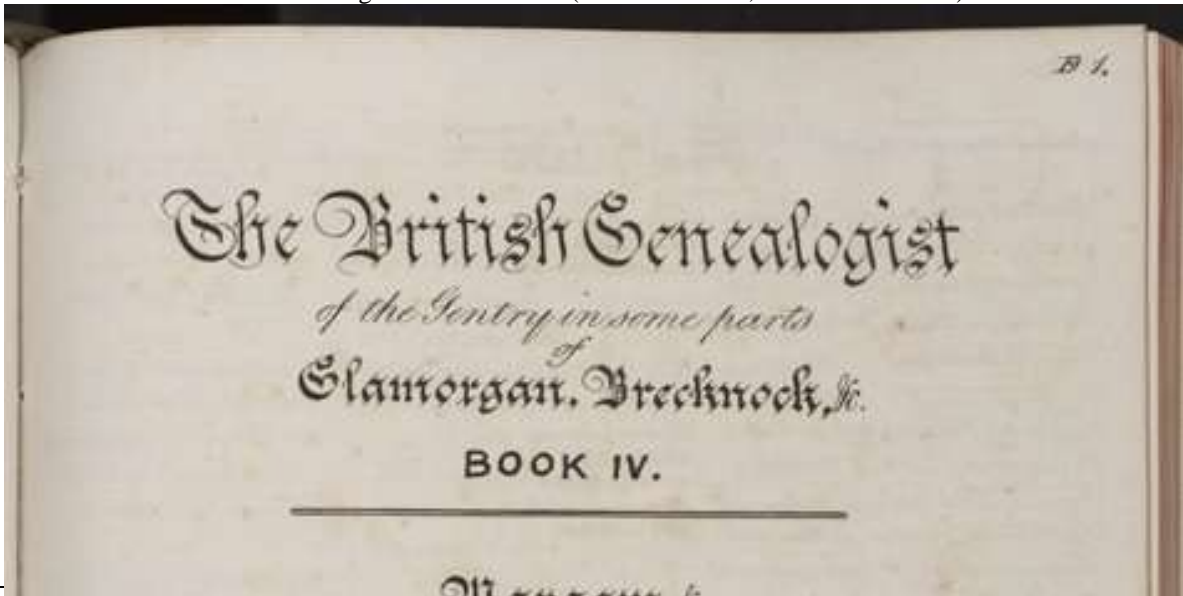 D 1.
The British Genealogist
of the Gentry in some parts
of
Glamorgan. Brecknock, &c.
BOOK IV.